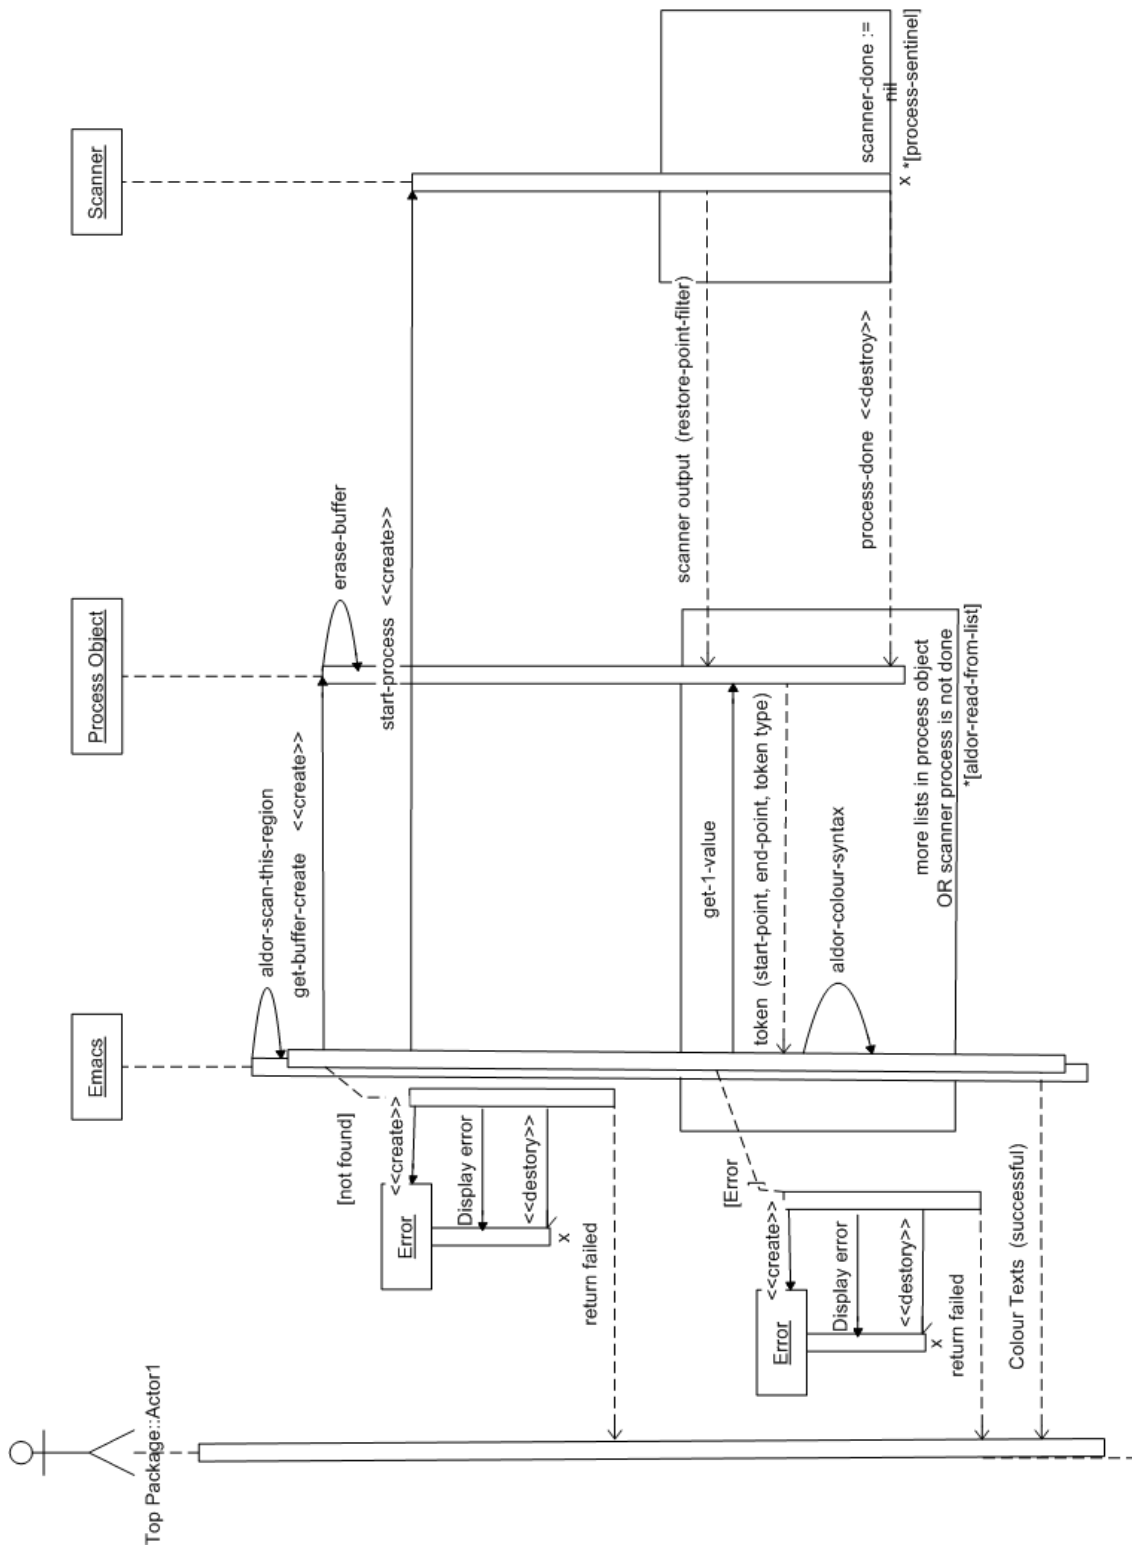 Top Package::Actor1
Emacs
Process Object
Scanner
aldor-scan-this-region
get-buffer-create <<create>>
erase-buffer
start-process <<create>>
[not found]
<<create>>
Error
Display error
<<destory>>
x
return failed
scanner output (restore-point-filter)
get-1-value
token (start-point, end-point, token type)
aldor-colour-syntax
[Error
]
<<create>>
Error
Display error
<<destory>>
x
return failed
process-done <<destroy>>
scanner-done :=
nil
x
*[process-sentinel]
more lists in process object
OR scanner process is not done
*[aldor-read-from-list]
Colour Texts (successful)